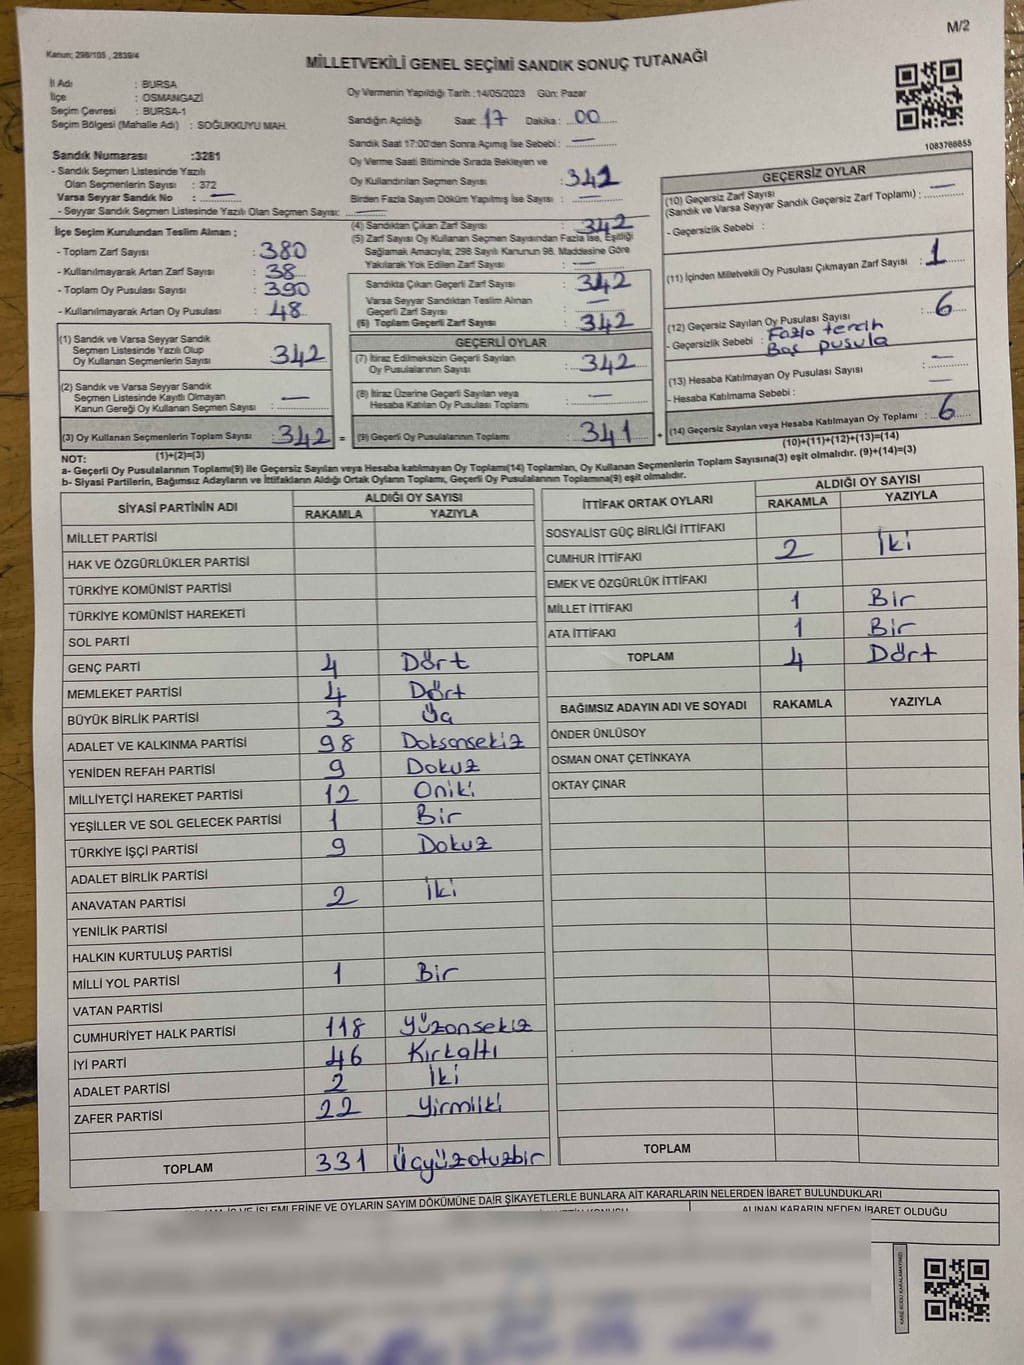 M/2
Kanun; 298/105 , 2839/4
MİLLETVEKİLİ GENEL SEÇİMİ SANDIK SONUÇ TUTANAĞI
İl Adı : BURSA
İlçe : OSMANGAZİ
Seçim Çevresi : BURSA-1
Seçim Bölgesi (Mahalle Adı) : SOĞUKKUYU MAH.
Oy Vermenin Yapıldığı Tarih :14/05/2023 Gün: Pazar
Sandığın Açıldığı Saat: 17 Dakika: 00
Sandık Saat 17:00'den Sonra Açımış İse Sebebi : —
Oy Verme Saati Bitiminde Sırada Bekleyen ve
Oy Kullandırılan Seçmen Sayısı : 342
Birden Fazla Sayım Döküm Yapılmış İse Sayısı : —
1083766855
Sandık Numarası :3281
- Sandık Seçmen Listesinde Yazılı
Olan Seçmenlerin Sayısı : 372
Varsa Seyyar Sandık No : —
- Seyyar Sandık Seçmen Listesinde Yazılı Olan Seçmen Sayısı: —
İlçe Seçim Kurulundan Teslim Alınan ;
- Toplam Zarf Sayısı : 380
- Kullanılmayarak Artan Zarf Sayısı : 38
- Toplam Oy Pusulası Sayısı : 390
- Kullanılmayarak Artan Oy Pusulası : 48
(4) Sandıktan Çıkan Zarf Sayısı : 342
(5) Zarf Sayısı Oy Kullanan Seçmen Sayısından Fazla İse, Eşitliği
Sağlamak Amacıyla; 298 Sayılı Kanunun 98. Maddesine Göre
Yakılarak Yok Edilen Zarf Sayısı : —
Sandıkta Çıkan Geçerli Zarf Sayısı : 342
Varsa Seyyar Sandıktan Teslim Alınan
Geçerli Zarf Sayısı : —
(6) Toplam Geçerli Zarf Sayısı : 342
GEÇERSİZ OYLAR
(10) Geçersiz Zarf Sayısı : —
(Sandık ve Varsa Seyyar Sandık Geçersiz Zarf Toplamı) :
- Geçersizlik Sebebi :
(11) İçinden Milletvekili Oy Pusulası Çıkmayan Zarf Sayısı : 1
(12) Geçersiz Sayılan Oy Pusulası Sayısı : 6
- Geçersizlik Sebebi : Fazla tercih
Boş pusula
(13) Hesaba Katılmayan Oy Pusulası Sayısı : —
- Hesaba Katılmama Sebebi : —
(14) Geçersiz Sayılan veya Hesaba Katılmayan Oy Toplamı : 6
(10)+(11)+(12)+(13)=(14)
(1) Sandık ve Varsa Seyyar Sandık
Seçmen Listesinde Yazılı Olup
Oy Kullanan Seçmenlerin Sayısı : 342
(2) Sandık ve Varsa Seyyar Sandık
Seçmen Listesinde Kayıtlı Olmayan
Kanun Gereği Oy Kullanan Seçmen Sayısı : —
(3) Oy Kullanan Seçmenlerin Toplam Sayısı : 342 =
GEÇERLİ OYLAR
(7) İtiraz Edilmeksizin Geçerli Sayılan
Oy Pusulalarının Sayısı : 342
(8) İtiraz Üzerine Geçerli Sayılan veya
Hesaba Katılan Oy Pusulası Toplamı : —
(9) Geçerli Oy Pusulalarının Toplamı : 341 +
NOT: (1)+(2)=(3)
a- Geçerli Oy Pusulalarının Toplamı(9) ile Geçersiz Sayılan veya Hesaba katılmayan Oy Toplamı(14) Toplamları, Oy Kullanan Seçmenlerin Toplam Sayısına(3) eşit olmalıdır. (9)+(14)=(3)
b- Siyasi Partilerin, Bağımsız Adayların ve İttifakların Aldığı Ortak Oyların Toplamı, Geçerli Oy Pusulalarının Toplamına(9) eşit olmalıdır.
SİYASİ PARTİNİN ADI ALDIĞI OY SAYISI
RAKAMLA YAZIYLA
MİLLET PARTİSİ
HAK VE ÖZGÜRLÜKLER PARTİSİ
TÜRKİYE KOMÜNİST PARTİSİ
TÜRKİYE KOMÜNİST HAREKETİ
SOL PARTİ
GENÇ PARTİ 4 Dört
MEMLEKET PARTİSİ 4 Dört
BÜYÜK BİRLİK PARTİSİ 3 Üç
ADALET VE KALKINMA PARTİSİ 98 Doksansekiz
YENİDEN REFAH PARTİSİ 9 Dokuz
MİLLİYETÇİ HAREKET PARTİSİ 12 Oniki
YEŞİLLER VE SOL GELECEK PARTİSİ 1 Bir
TÜRKİYE İŞÇİ PARTİSİ 9 Dokuz
ADALET BİRLİK PARTİSİ
ANAVATAN PARTİSİ 2 İki
YENİLİK PARTİSİ
HALKIN KURTULUŞ PARTİSİ
MİLLİ YOL PARTİSİ 1 Bir
VATAN PARTİSİ
CUMHURİYET HALK PARTİSİ 118 Yüzonsekiz
İYİ PARTİ 46 Kırkaltı
ADALET PARTİSİ 2 İki
ZAFER PARTİSİ 22 Yirmiiki
TOPLAM 331 Üçyüzotuzbir
İTTİFAK ORTAK OYLARI ALDIĞI OY SAYISI
RAKAMLA YAZIYLA
SOSYALİST GÜÇ BİRLİĞİ İTTİFAKI
CUMHUR İTTİFAKI 2 İki
EMEK VE ÖZGÜRLÜK İTTİFAKI
MİLLET İTTİFAKI 1 Bir
ATA İTTİFAKI 1 Bir
TOPLAM 4 Dört
BAĞIMSIZ ADAYIN ADI VE SOYADI RAKAMLA YAZIYLA
ÖNDER ÜNLÜSOY
OSMAN ONAT ÇETİNKAYA
OKTAY ÇINAR
TOPLAM
İŞLEMLERİNE VE OYLARIN SAYIM DÖKÜMÜNE DAİR ŞİKAYETLERLE BUNLARA AİT KARARLARIN NELERDEN İBARET BULUNDUKLARI
ALINAN KARARIN NEDEN İBARET OLDUĞU